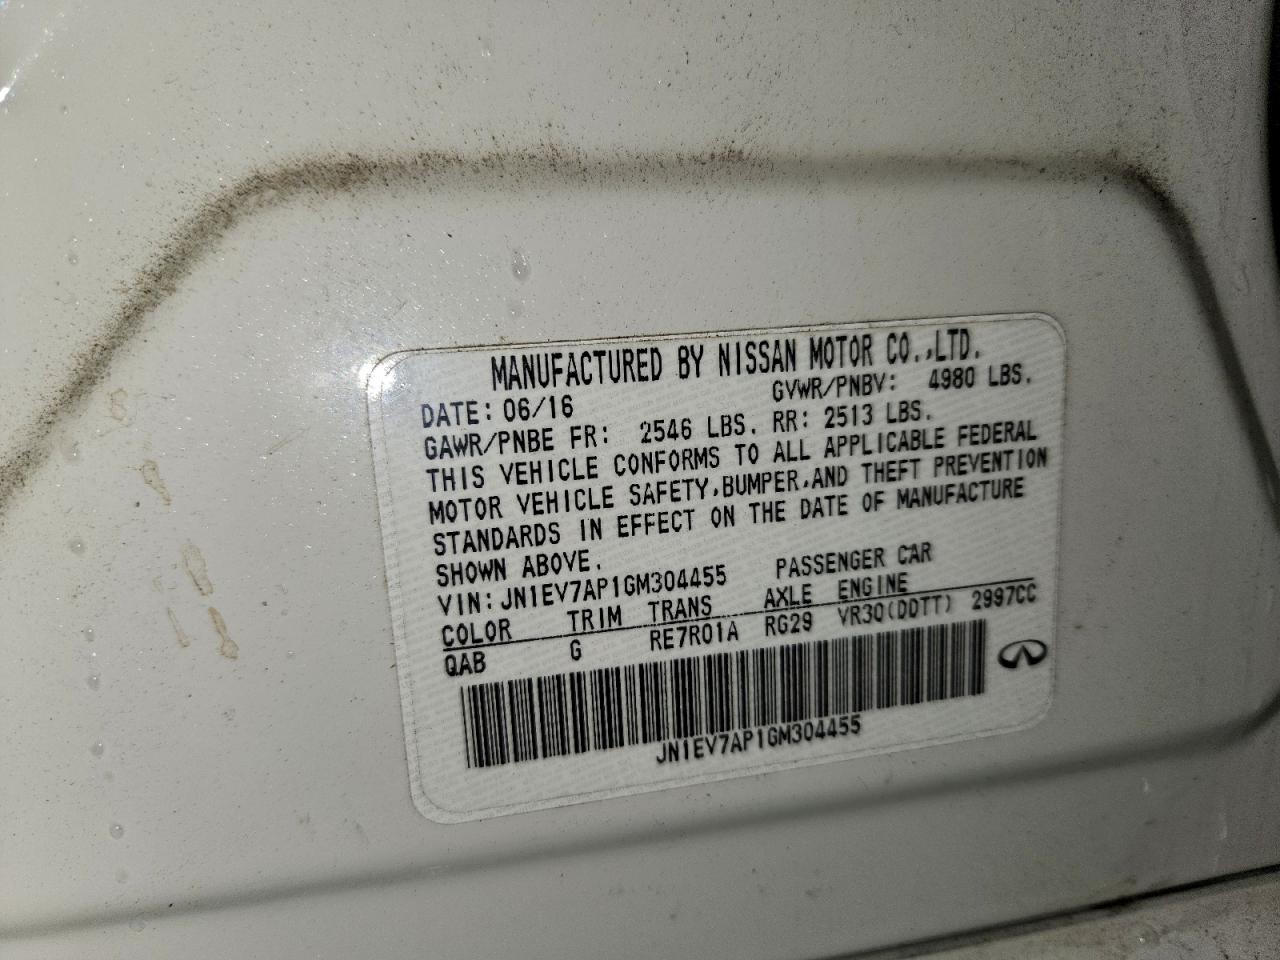 MANUFACTURED BY NISSAN MOTOR CO.,LTD.
DATE: 06/16 GVWR/PNBV: 4980 LBS.
GAWR/PNBE FR: 2546 LBS. RR: 2513 LBS.
THIS VEHICLE CONFORMS TO ALL APPLICABLE FEDERAL
MOTOR VEHICLE SAFETY,BUMPER,AND THEFT PREVENTION
STANDARDS IN EFFECT ON THE DATE OF MANUFACTURE
SHOWN ABOVE.
VIN: JN1EV7AP1GM304455 PASSENGER CAR
COLOR TRIM TRANS AXLE ENGINE
QAB G RE7R01A RG29 VR30(DDTT) 2997CC
JN1EV7AP1GM304455